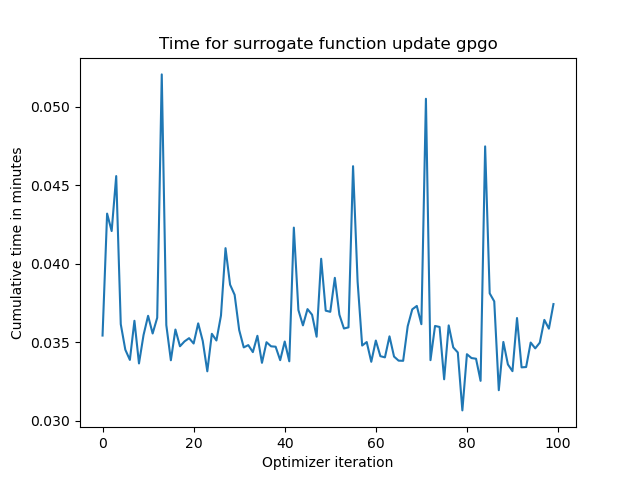 Time for surrogate function update gpgo
Cumulative time in minutes
0.050
0.045
0.040
0.035
0.030
0 20 40 60 80 100
Optimizer iteration